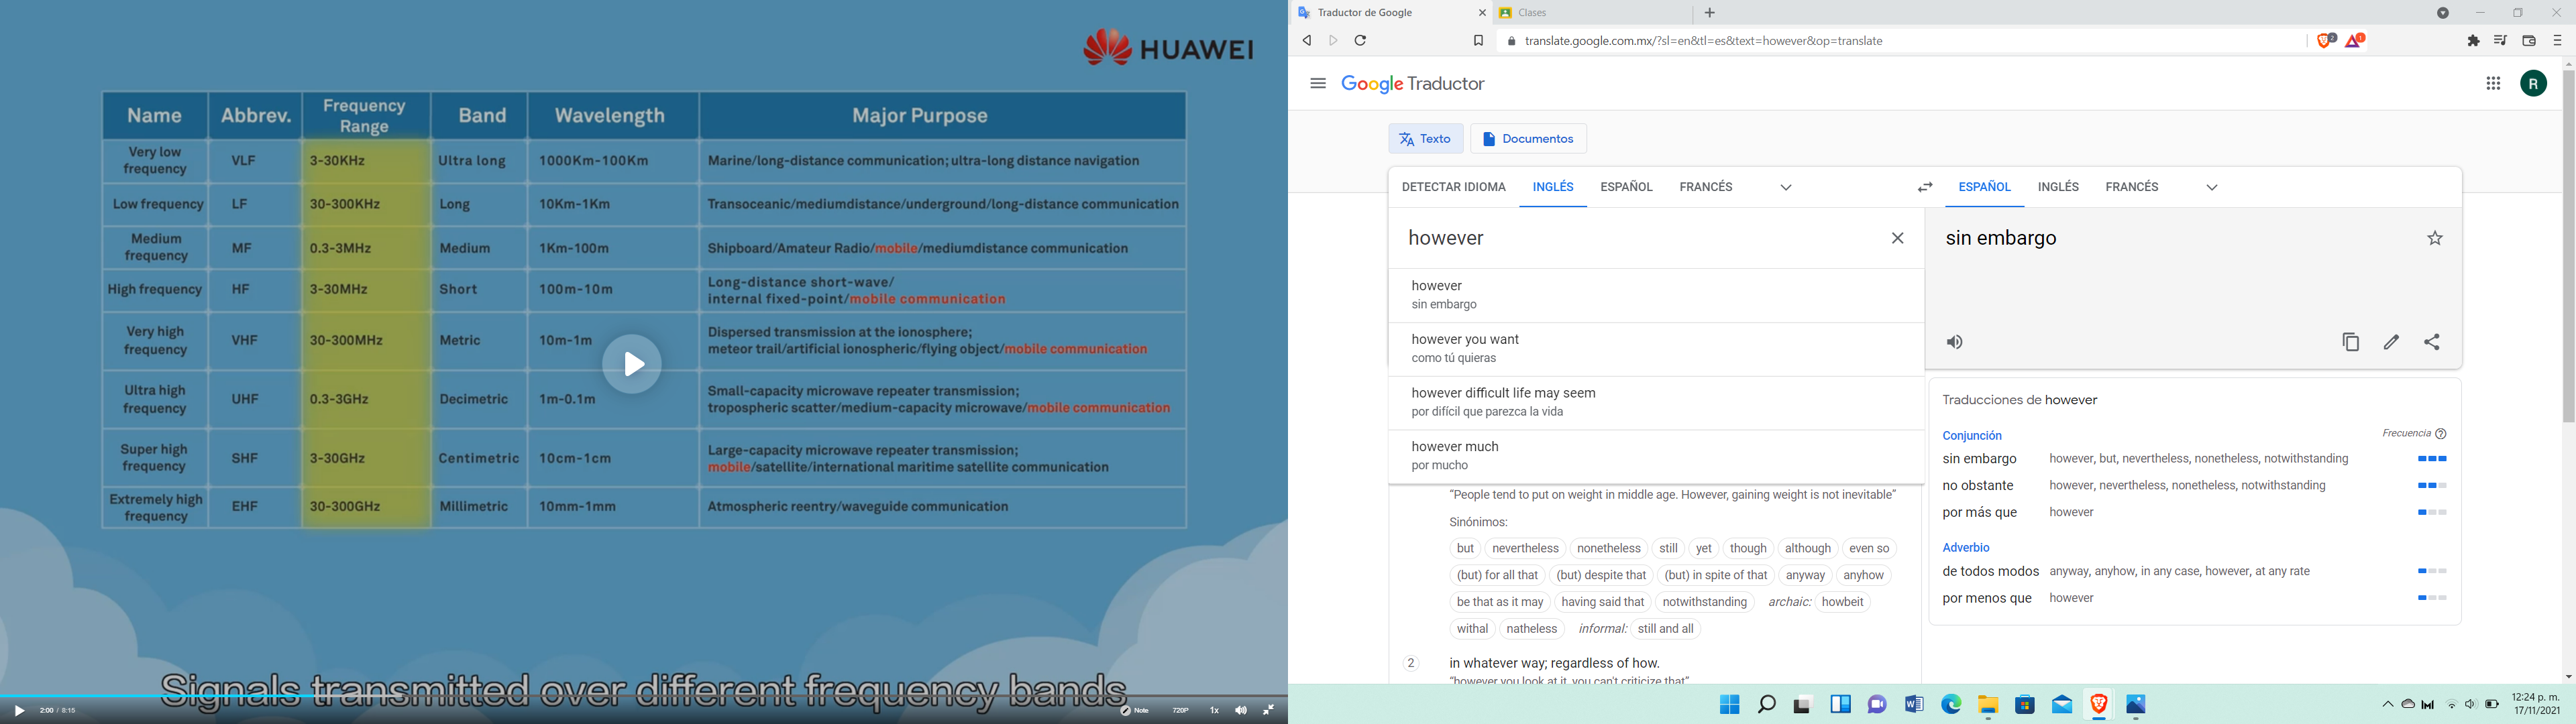 HUAWEI
Name Abbrev. Frequency Range Band Wavelength Major Purpose
Very low frequency VLF 3-30KHz Ultra long 1000Km-100Km Marine/long-distance communication; ultra-long distance navigation
Low frequency LF 30-300KHz Long 10Km-1Km Transoceanic/mediumdistance/underground/long-distance communication
Medium frequency MF 0.3-3MHz Medium 1Km-100m Shipboard/Amateur Radio/mobile/mediumdistance communication
High frequency HF 3-30MHz Short 100m-10m Long-distance short-wave/
internal fixed-point/mobile communication
Very high frequency VHF 30-300MHz Metric 10m-1m Dispersed transmission at the ionosphere;
meteor trail/artificial ionospheric/flying object/mobile communication
Ultra high frequency UHF 0.3-3GHz Decimetric 1m-0.1m Small-capacity microwave repeater transmission;
tropospheric scatter/medium-capacity microwave/mobile communication
Super high frequency SHF 3-30GHz Centimetric 10cm-1cm Large-capacity microwave repeater transmission;
mobile/satellite/international maritime satellite communication
Extremely high frequency EHF 30-300GHz Millimetric 10mm-1mm Atmospheric reentry/waveguide communication
Signals transmitted over different frequency bands
2:00 / 8:15 Note 720P 1x
Traductor de Google Clases
translate.google.com.mx/?sl=en&tl=es&text=however&op=translate 2 1
Google Traductor R
Texto Documentos
DETECTAR IDIOMA INGLÉS ESPAÑOL FRANCÉS ESPAÑOL INGLÉS FRANCÉS
however
however
sin embargo
however you want
como tú quieras
however difficult life may seem
por difícil que parezca la vida
however much
por mucho
"People tend to put on weight in middle age. However, gaining weight is not inevitable"
Sinónimos:
but nevertheless nonetheless still yet though although even so
(but) for all that (but) despite that (but) in spite of that anyway anyhow
be that as it may having said that notwithstanding archaic: howbeit
withal natheless informal: still and all
2 in whatever way; regardless of how.
"however you look at it, you can't criticize that"
sin embargo
Traducciones de however
Conjunción Frecuencia
sin embargo however, but, nevertheless, nonetheless, notwithstanding
no obstante however, nevertheless, nonetheless, notwithstanding
por más que however
Adverbio
de todos modos anyway, anyhow, in any case, however, at any rate
por menos que however
12:24 p. m.
17/11/2021